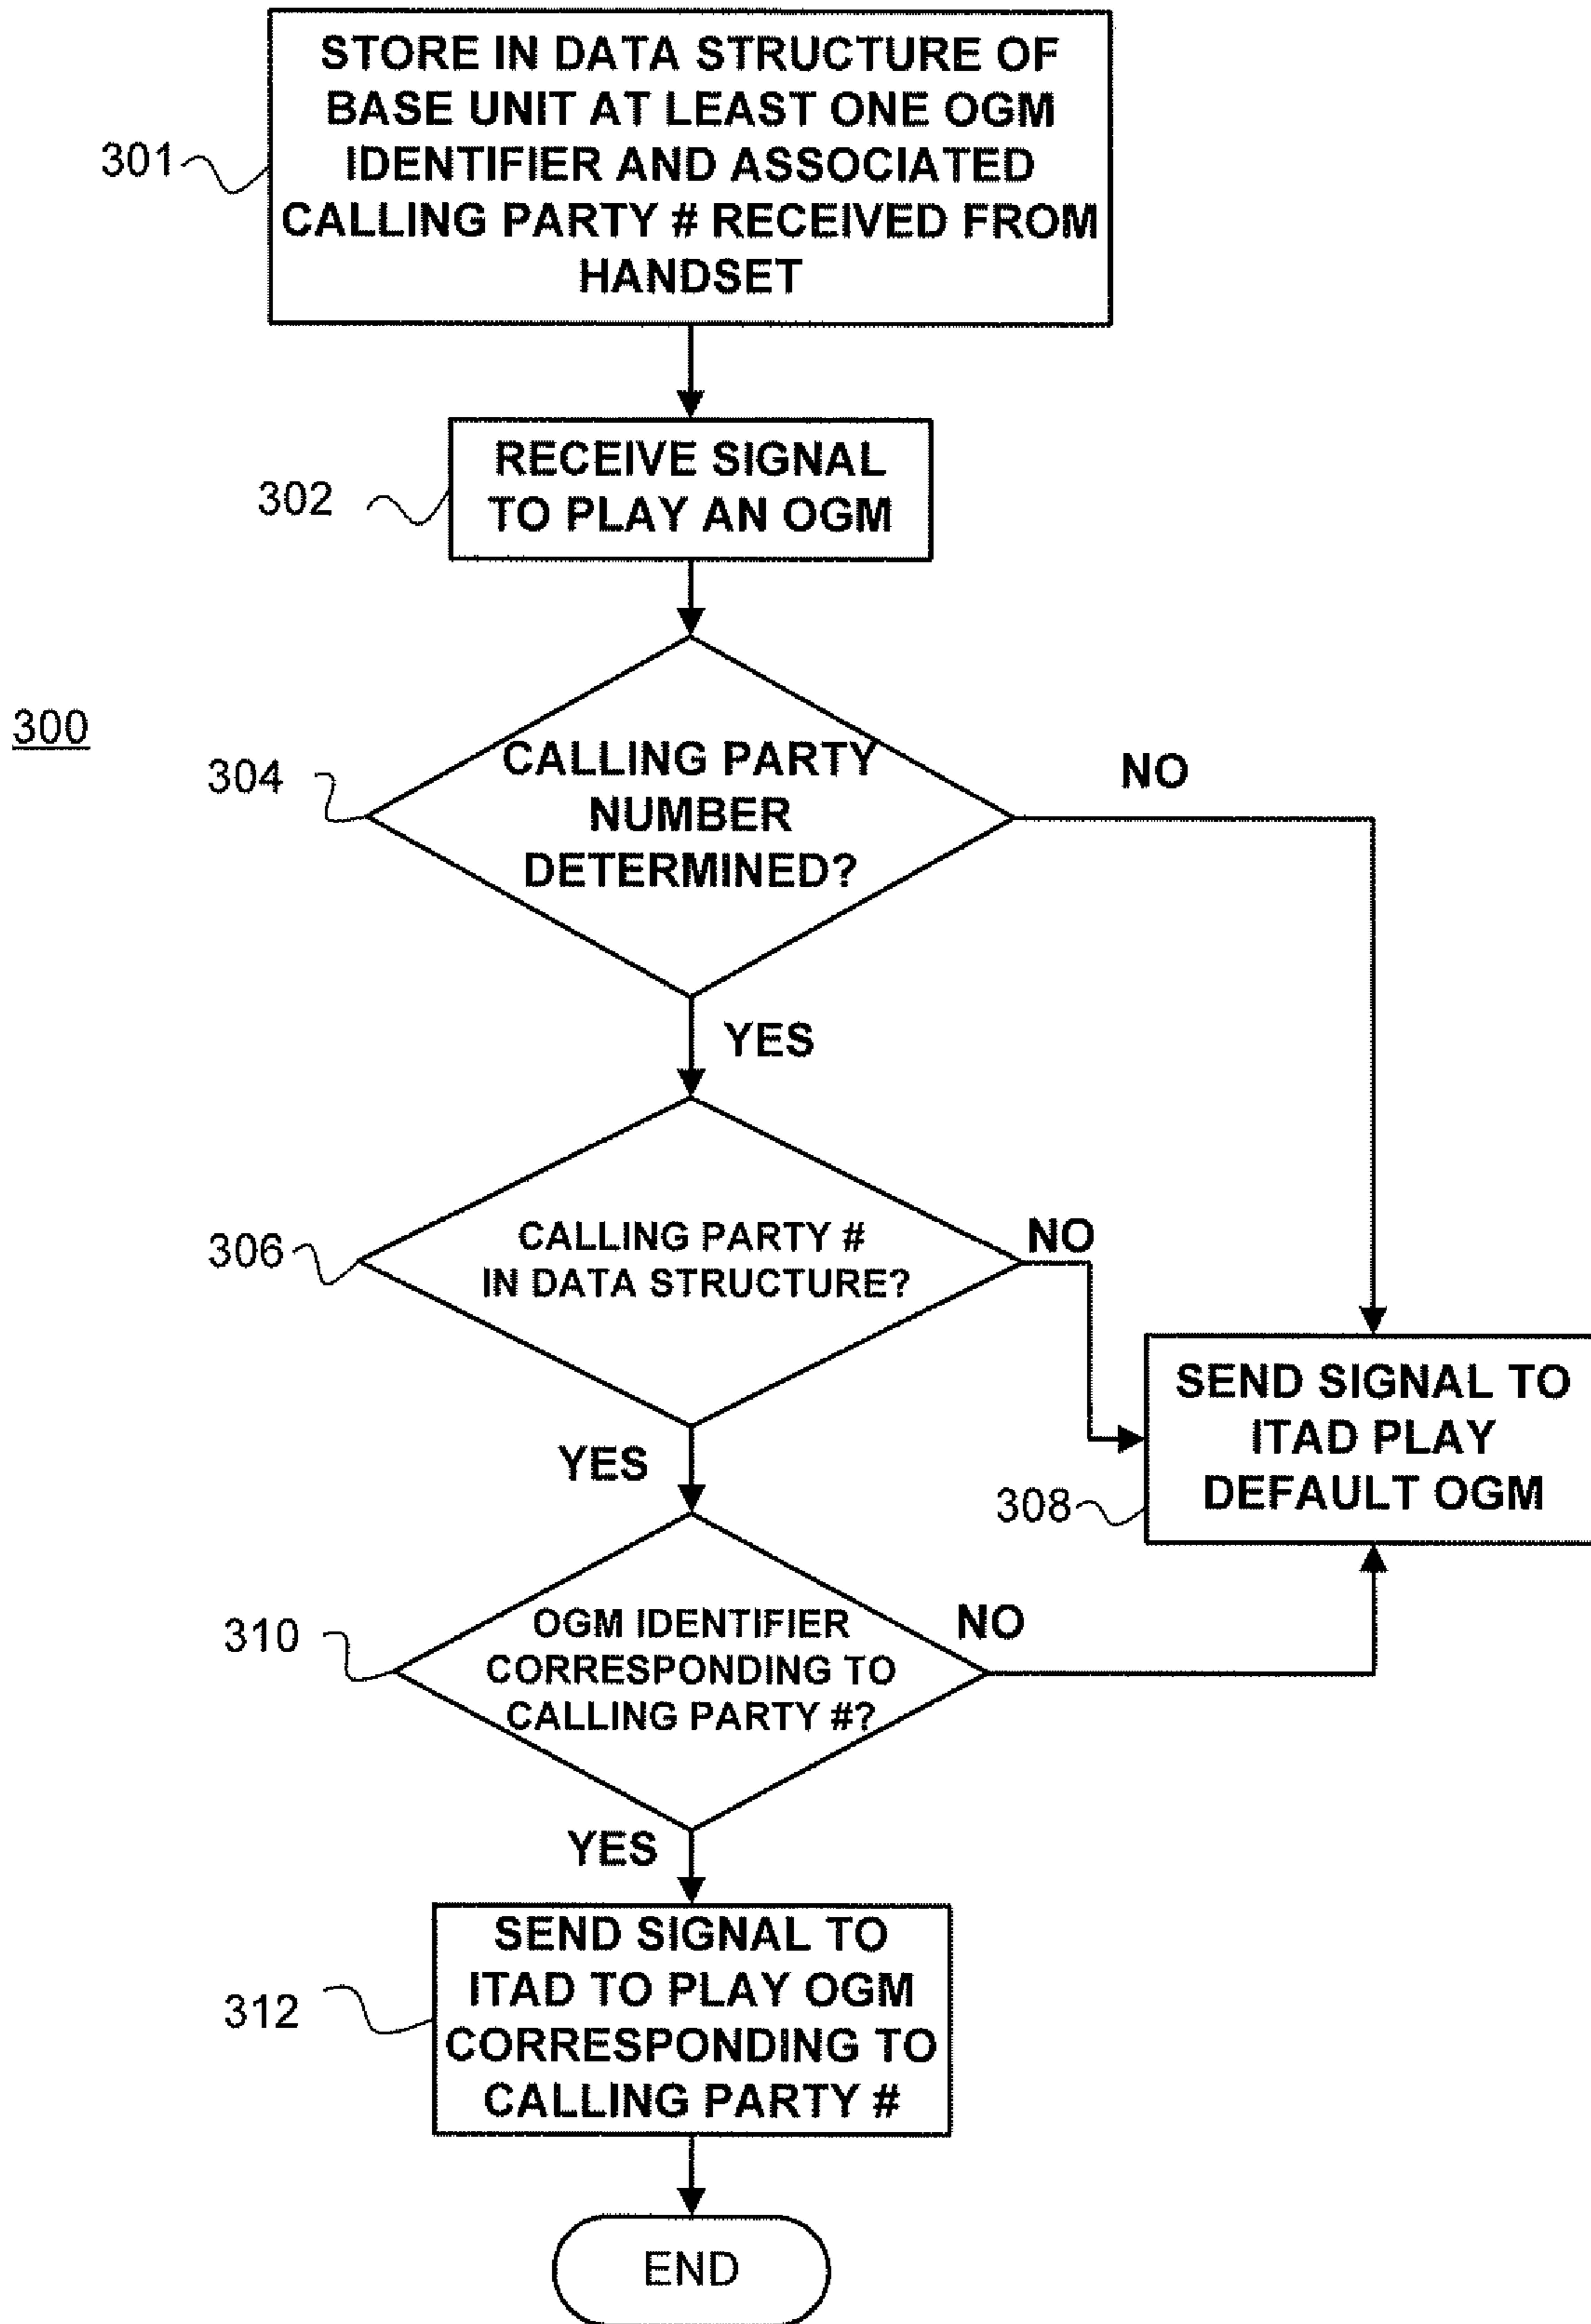 STORE IN DATA STRUCTURE OF
BASE UNIT AT LEAST ONE OGM
IDENTIFIER AND ASSOCIATED
CALLING PARTY # RECEIVED FROM
HANDSET
301
RECEIVE SIGNAL
TO PLAY AN OGM
302
300
CALLING PARTY
NUMBER
DETERMINED?
304
NO
YES
CALLING PARTY #
IN DATA STRUCTURE?
306
NO
YES
SEND SIGNAL TO
ITAD PLAY
DEFAULT OGM
308
OGM IDENTIFIER
CORRESPONDING TO
CALLING PARTY #?
310
NO
YES
SEND SIGNAL TO
ITAD TO PLAY OGM
CORRESPONDING TO
CALLING PARTY #
312
END